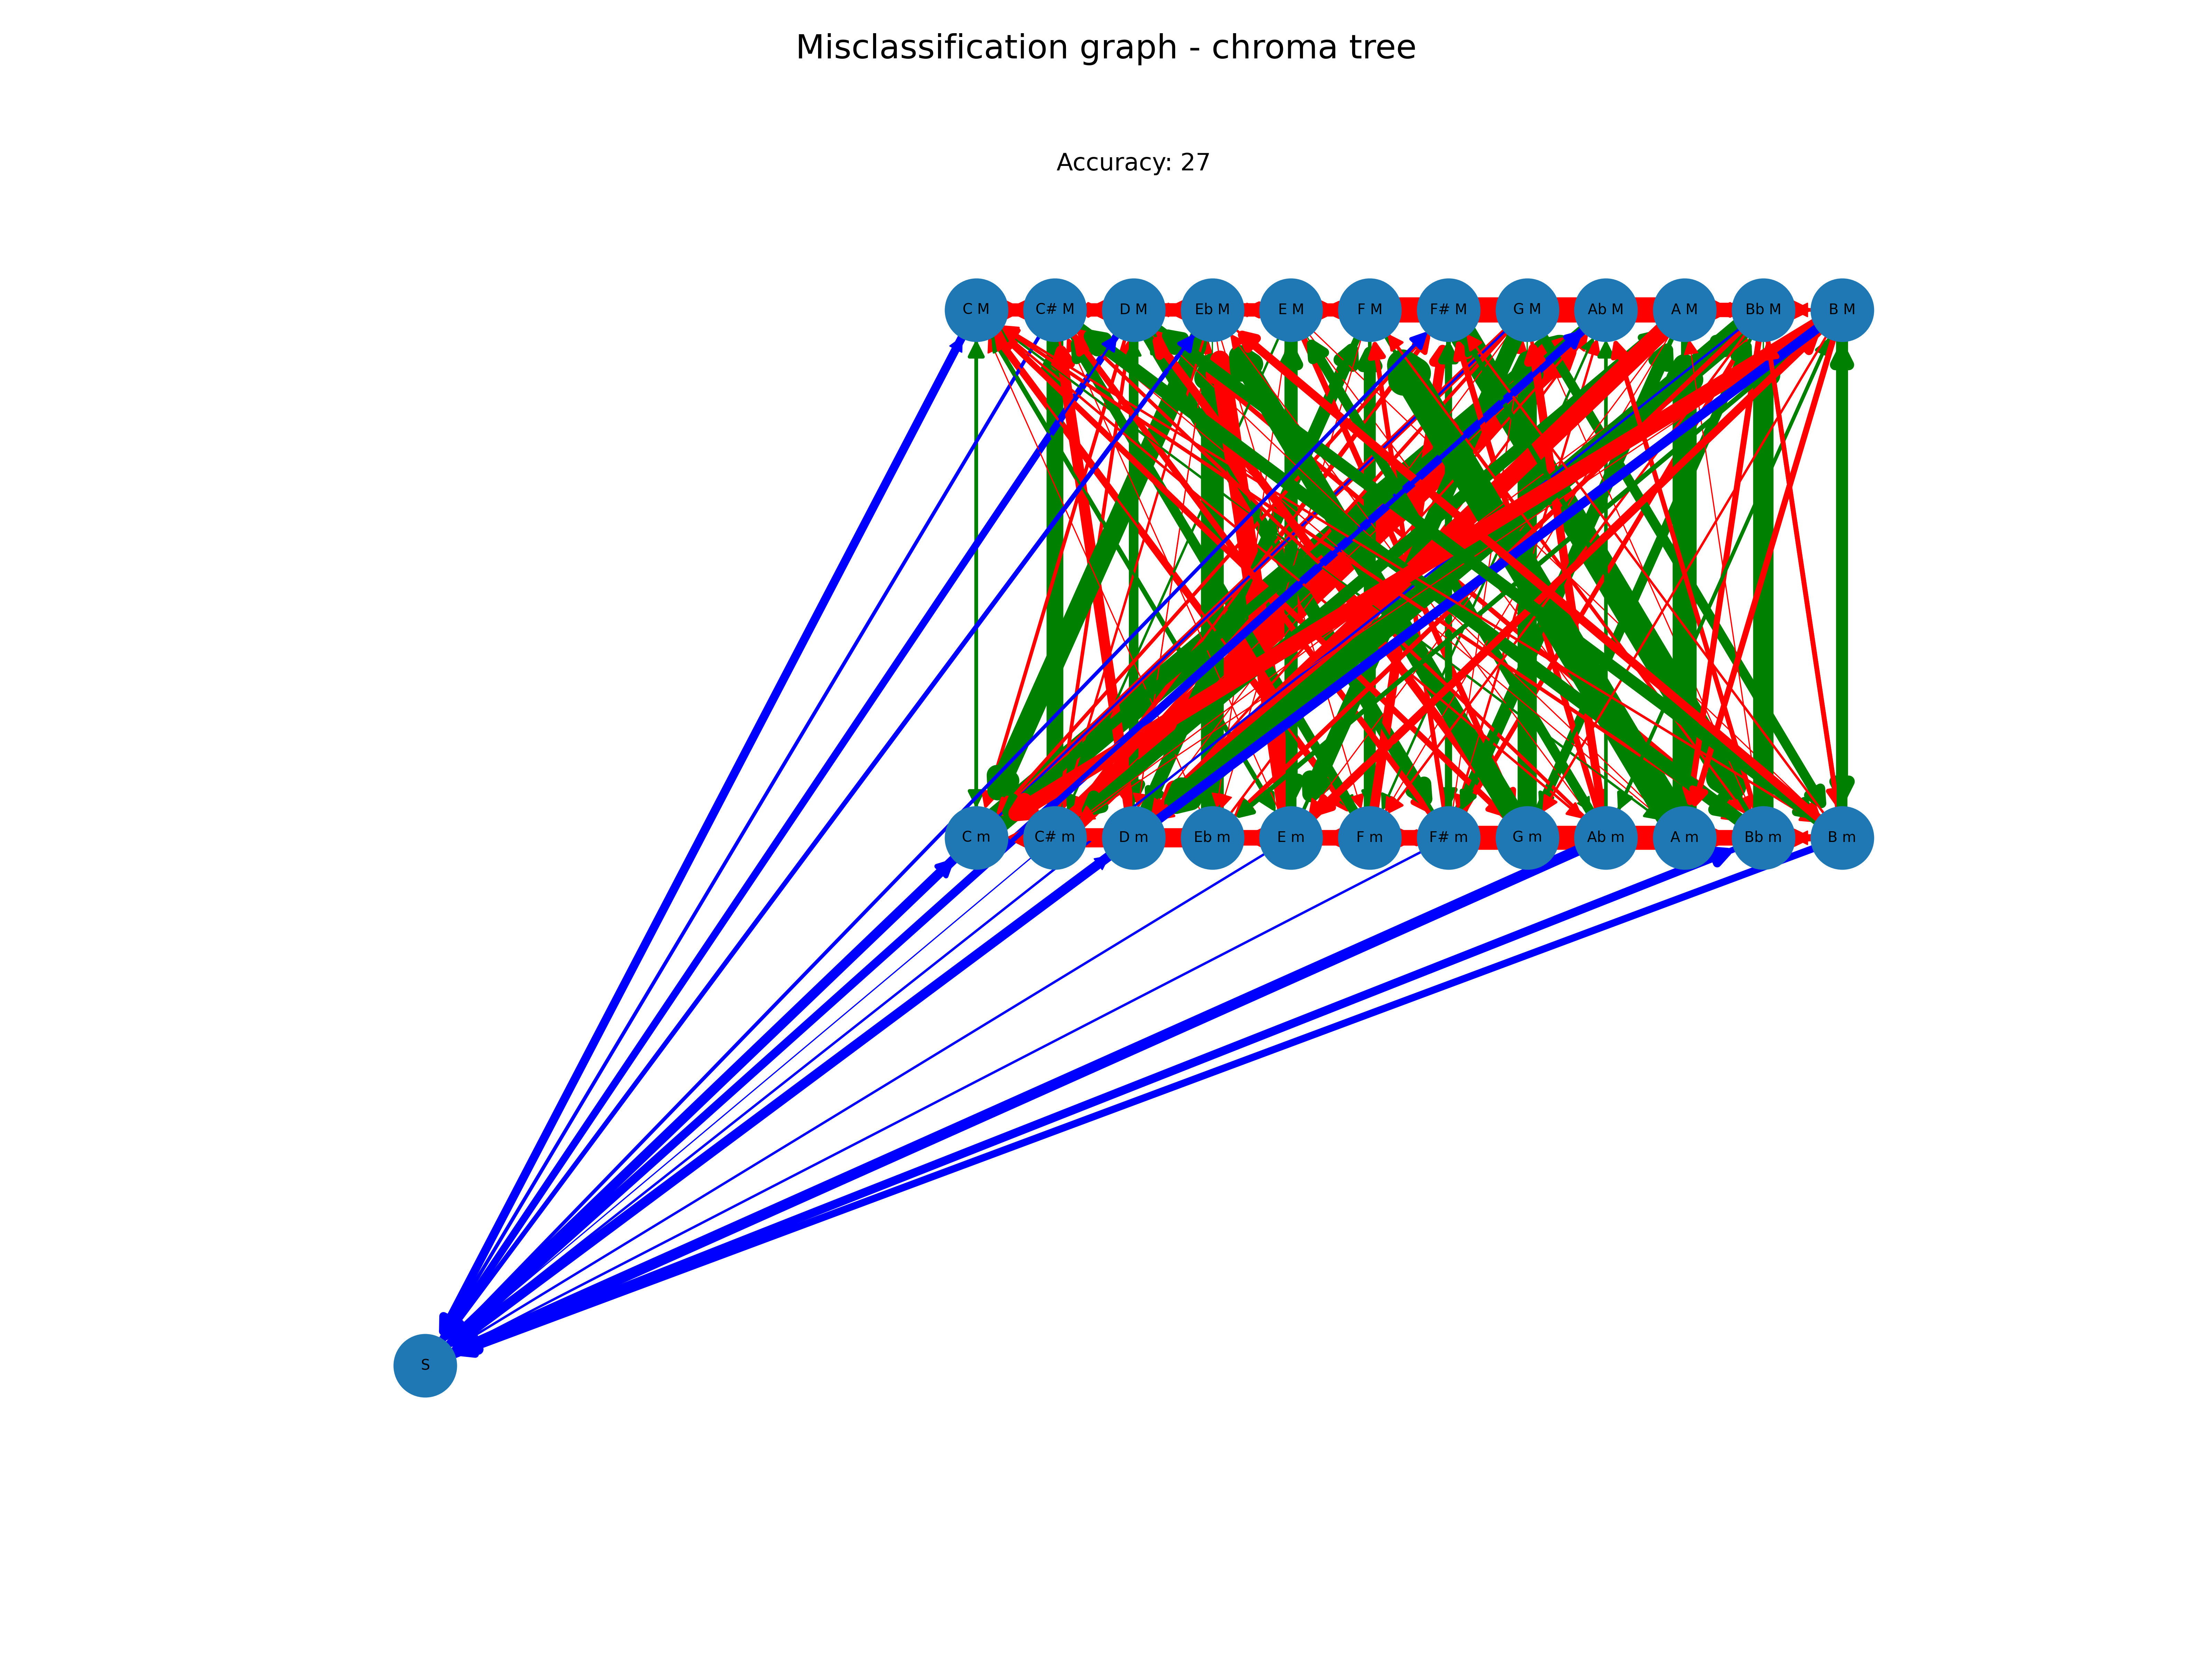 Misclassification graph - chroma tree
Accuracy: 27
C M C# M D M Eb M E M F M F# M G M Ab M A M Bb M B M
C m C# m D m Eb m E m F m F# m G m Ab m A m Bb m B m
S